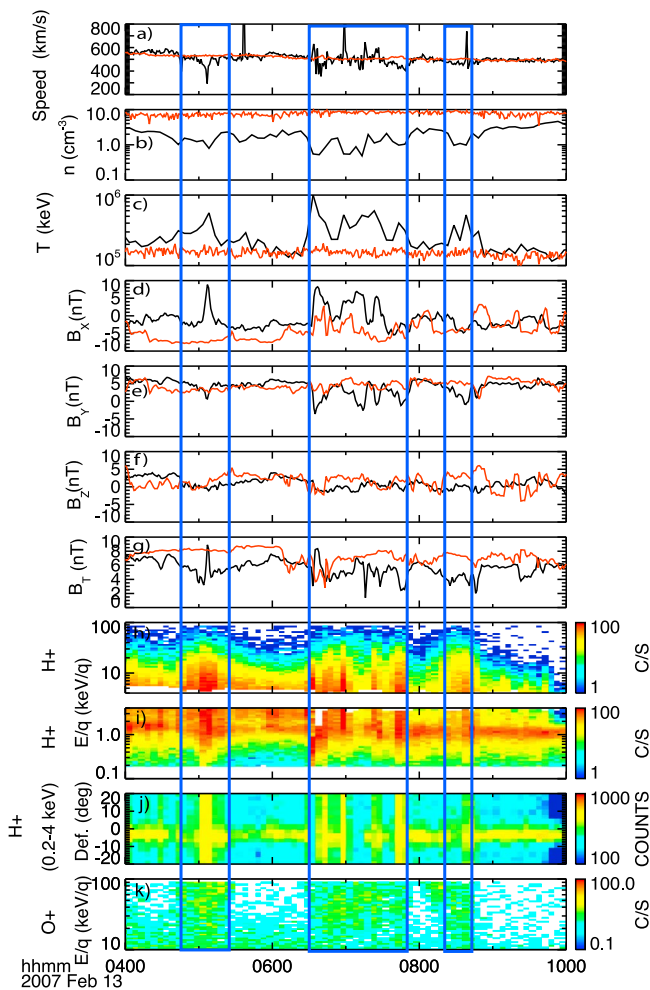 a)
Speed (km/s)
800
600
400
200
b)
n (cm-3)
10.0
1.0
0.1
c)
T (keV)
10^6
10^5
d)
BX(nT)
10
5
0
-5
-10
e)
BY(nT)
10
5
0
-5
-10
f)
BZ(nT)
10
5
0
-5
-10
g)
BT (nT)
8
6
4
2
0
h)
H+
100
10
100
1
C/S
i)
H+
E/q (keV/q)
1.0
0.1
100
1
C/S
j)
H+
(0.2-4 keV)
Def. (deg)
20
10
0
-10
-20
1000
100
COUNTS
k)
O+
E/q (keV/q)
100
10
100.0
0.1
C/S
hhmm
0400 0600 0800 1000
2007 Feb 13